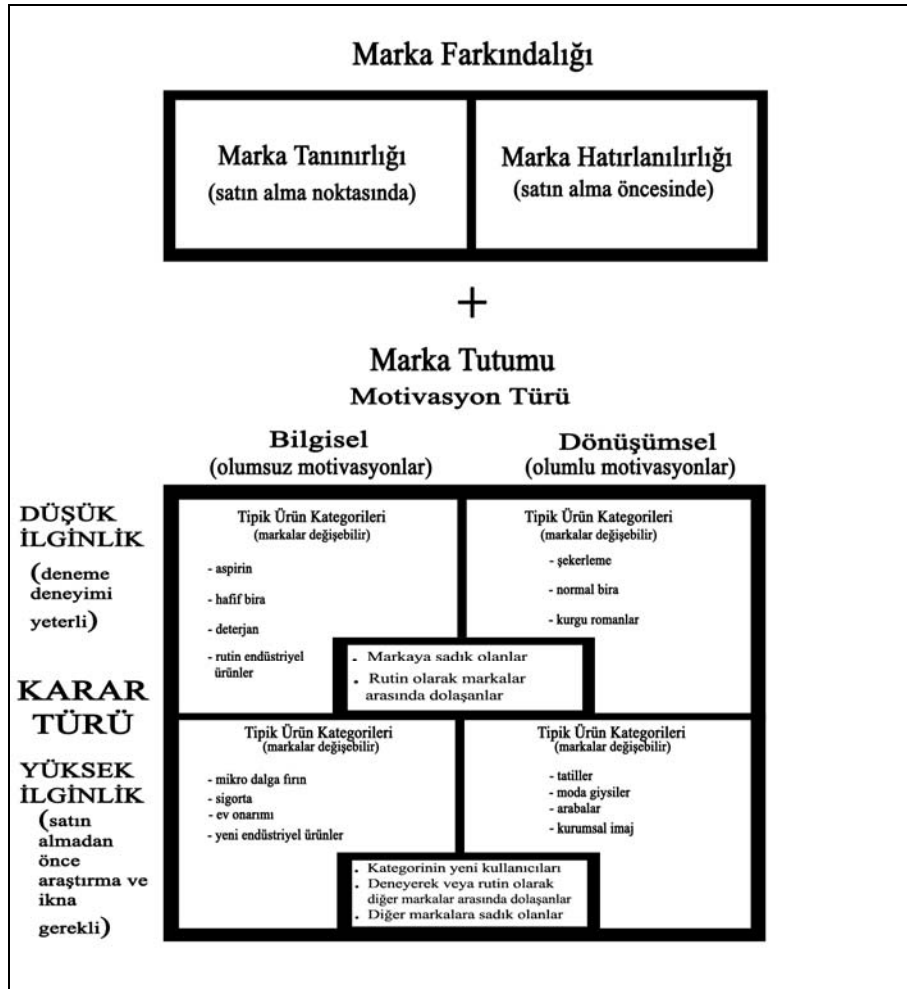 Marka Farkındalığı
Marka Tanınırlığı
(satın alma noktasında)
Marka Hatırlanılırlığı
(satın alma öncesinde)
+
Marka Tutumu
Motivasyon Türü
Bilgisel
(olumsuz motivasyonlar)
Dönüşümsel
(olumlu motivasyonlar)
DÜŞÜK
İLGİNLİK
(deneme
deneyimi
yeterli)
Tipik Ürün Kategorileri
(markalar değişebilir)
- aspirin
- hafif bira
- deterjan
- rutin endüstriyel
ürünler
Tipik Ürün Kategorileri
(markalar değişebilir)
- şekerleme
- normal bira
- kurgu romanlar
. Markaya sadık olanlar
. Rutin olarak markalar
arasında dolaşanlar
KARAR
TÜRÜ
YÜKSEK
İLGİNLİK
(satın
almadan
önce
araştırma ve
ikna
gerekli)
Tipik Ürün Kategorileri
(markalar değişebilir)
- mikro dalga fırın
- sigorta
- ev onarımı
- yeni endüstriyel ürünler
Tipik Ürün Kategorileri
(markalar değişebilir)
- tatiller
- moda giysiler
- arabalar
- kurumsal imaj
. Kategorinin yeni kullanıcıları
. Deneyerek veya rutin olarak
diğer markalar arasında dolaşanlar
. Diğer markalara sadık olanlar